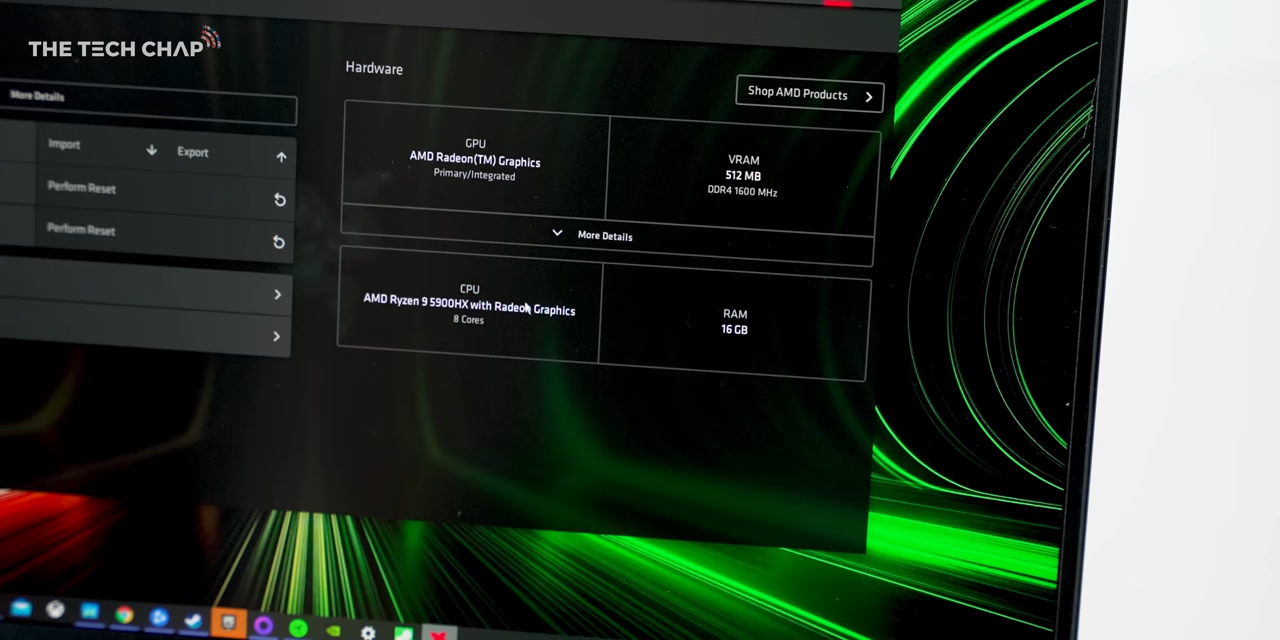 THE TECH CHAP
More Details
Import
Export
Perform Reset
Perform Reset
Hardware
Shop AMD Products
GPU
AMD Radeon(TM) Graphics
Primary/Integrated
VRAM
512 MB
DDR4 1600 MHz
More Details
CPU
AMD Ryzen 9 5900HX with Radeon Graphics
8 Cores
RAM
16 GB